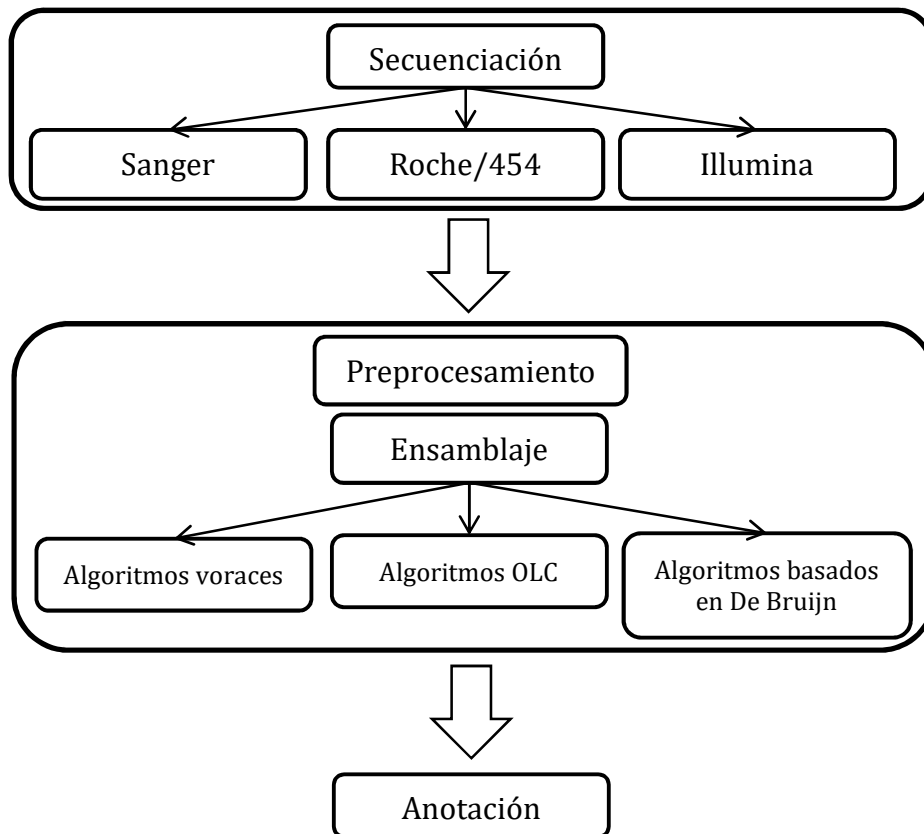 Secuenciación
Sanger
Roche/454
Illumina
Preprocesamiento
Ensamblaje
Algoritmos voraces
Algoritmos OLC
Algoritmos basados
en De Bruijn
Anotación